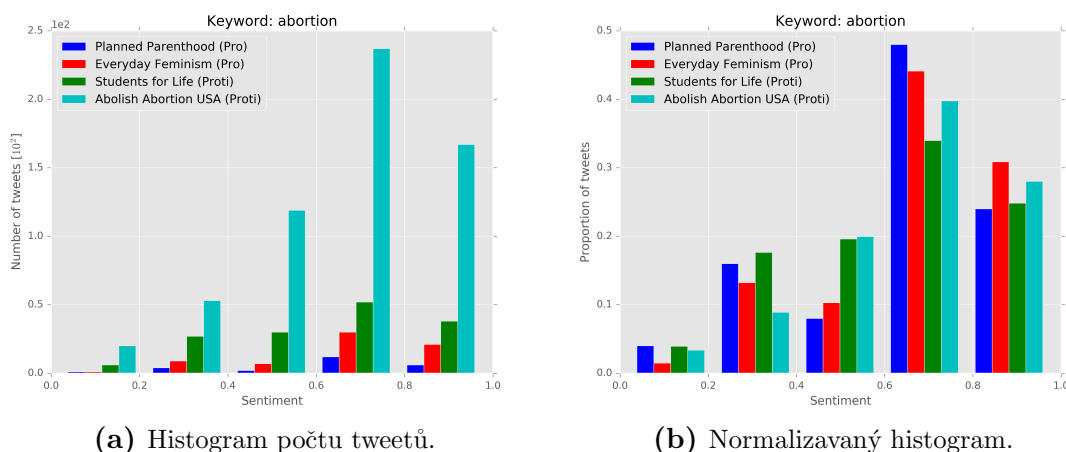 Keyword: abortion
1e2
2.5
2.0
1.5
1.0
0.5
0.0
Number of tweets [10²]
Planned Parenthood (Pro)
Everyday Feminism (Pro)
Students for Life (Proti)
Abolish Abortion USA (Proti)
0.0 0.2 0.4 0.6 0.8 1.0
Sentiment
(a) Histogram počtu tweetů.
Keyword: abortion
0.5
0.4
0.3
0.2
0.1
0.0
Proportion of tweets
Planned Parenthood (Pro)
Everyday Feminism (Pro)
Students for Life (Proti)
Abolish Abortion USA (Proti)
0.0 0.2 0.4 0.6 0.8 1.0
Sentiment
(b) Normalizavaný histogram.